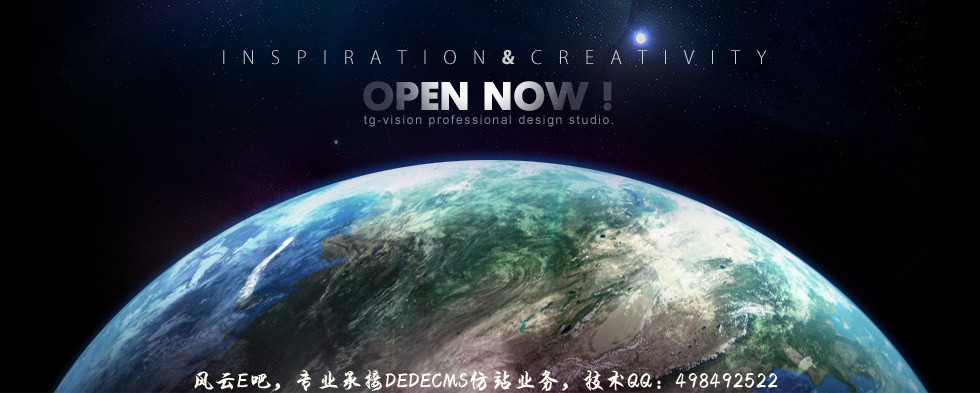 INSPIRATION&CREATIVITY
OPEN NOW !
tg-vision professional design studio.
风云E吧，专业承接DEDECMS仿站业务，技术QQ：498492522